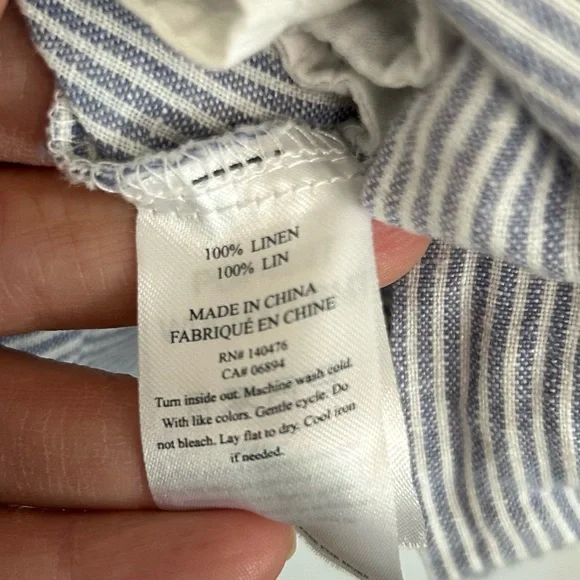 100% LINEN
100% LIN
MADE IN CHINA
FABRIQUÉ EN CHINE
RN# 140476
CA# 06894
Turn inside out. Machine wash cold.
With like colors. Gentle cycle. Do
not bleach. Lay flat to dry. Cool iron
if needed.